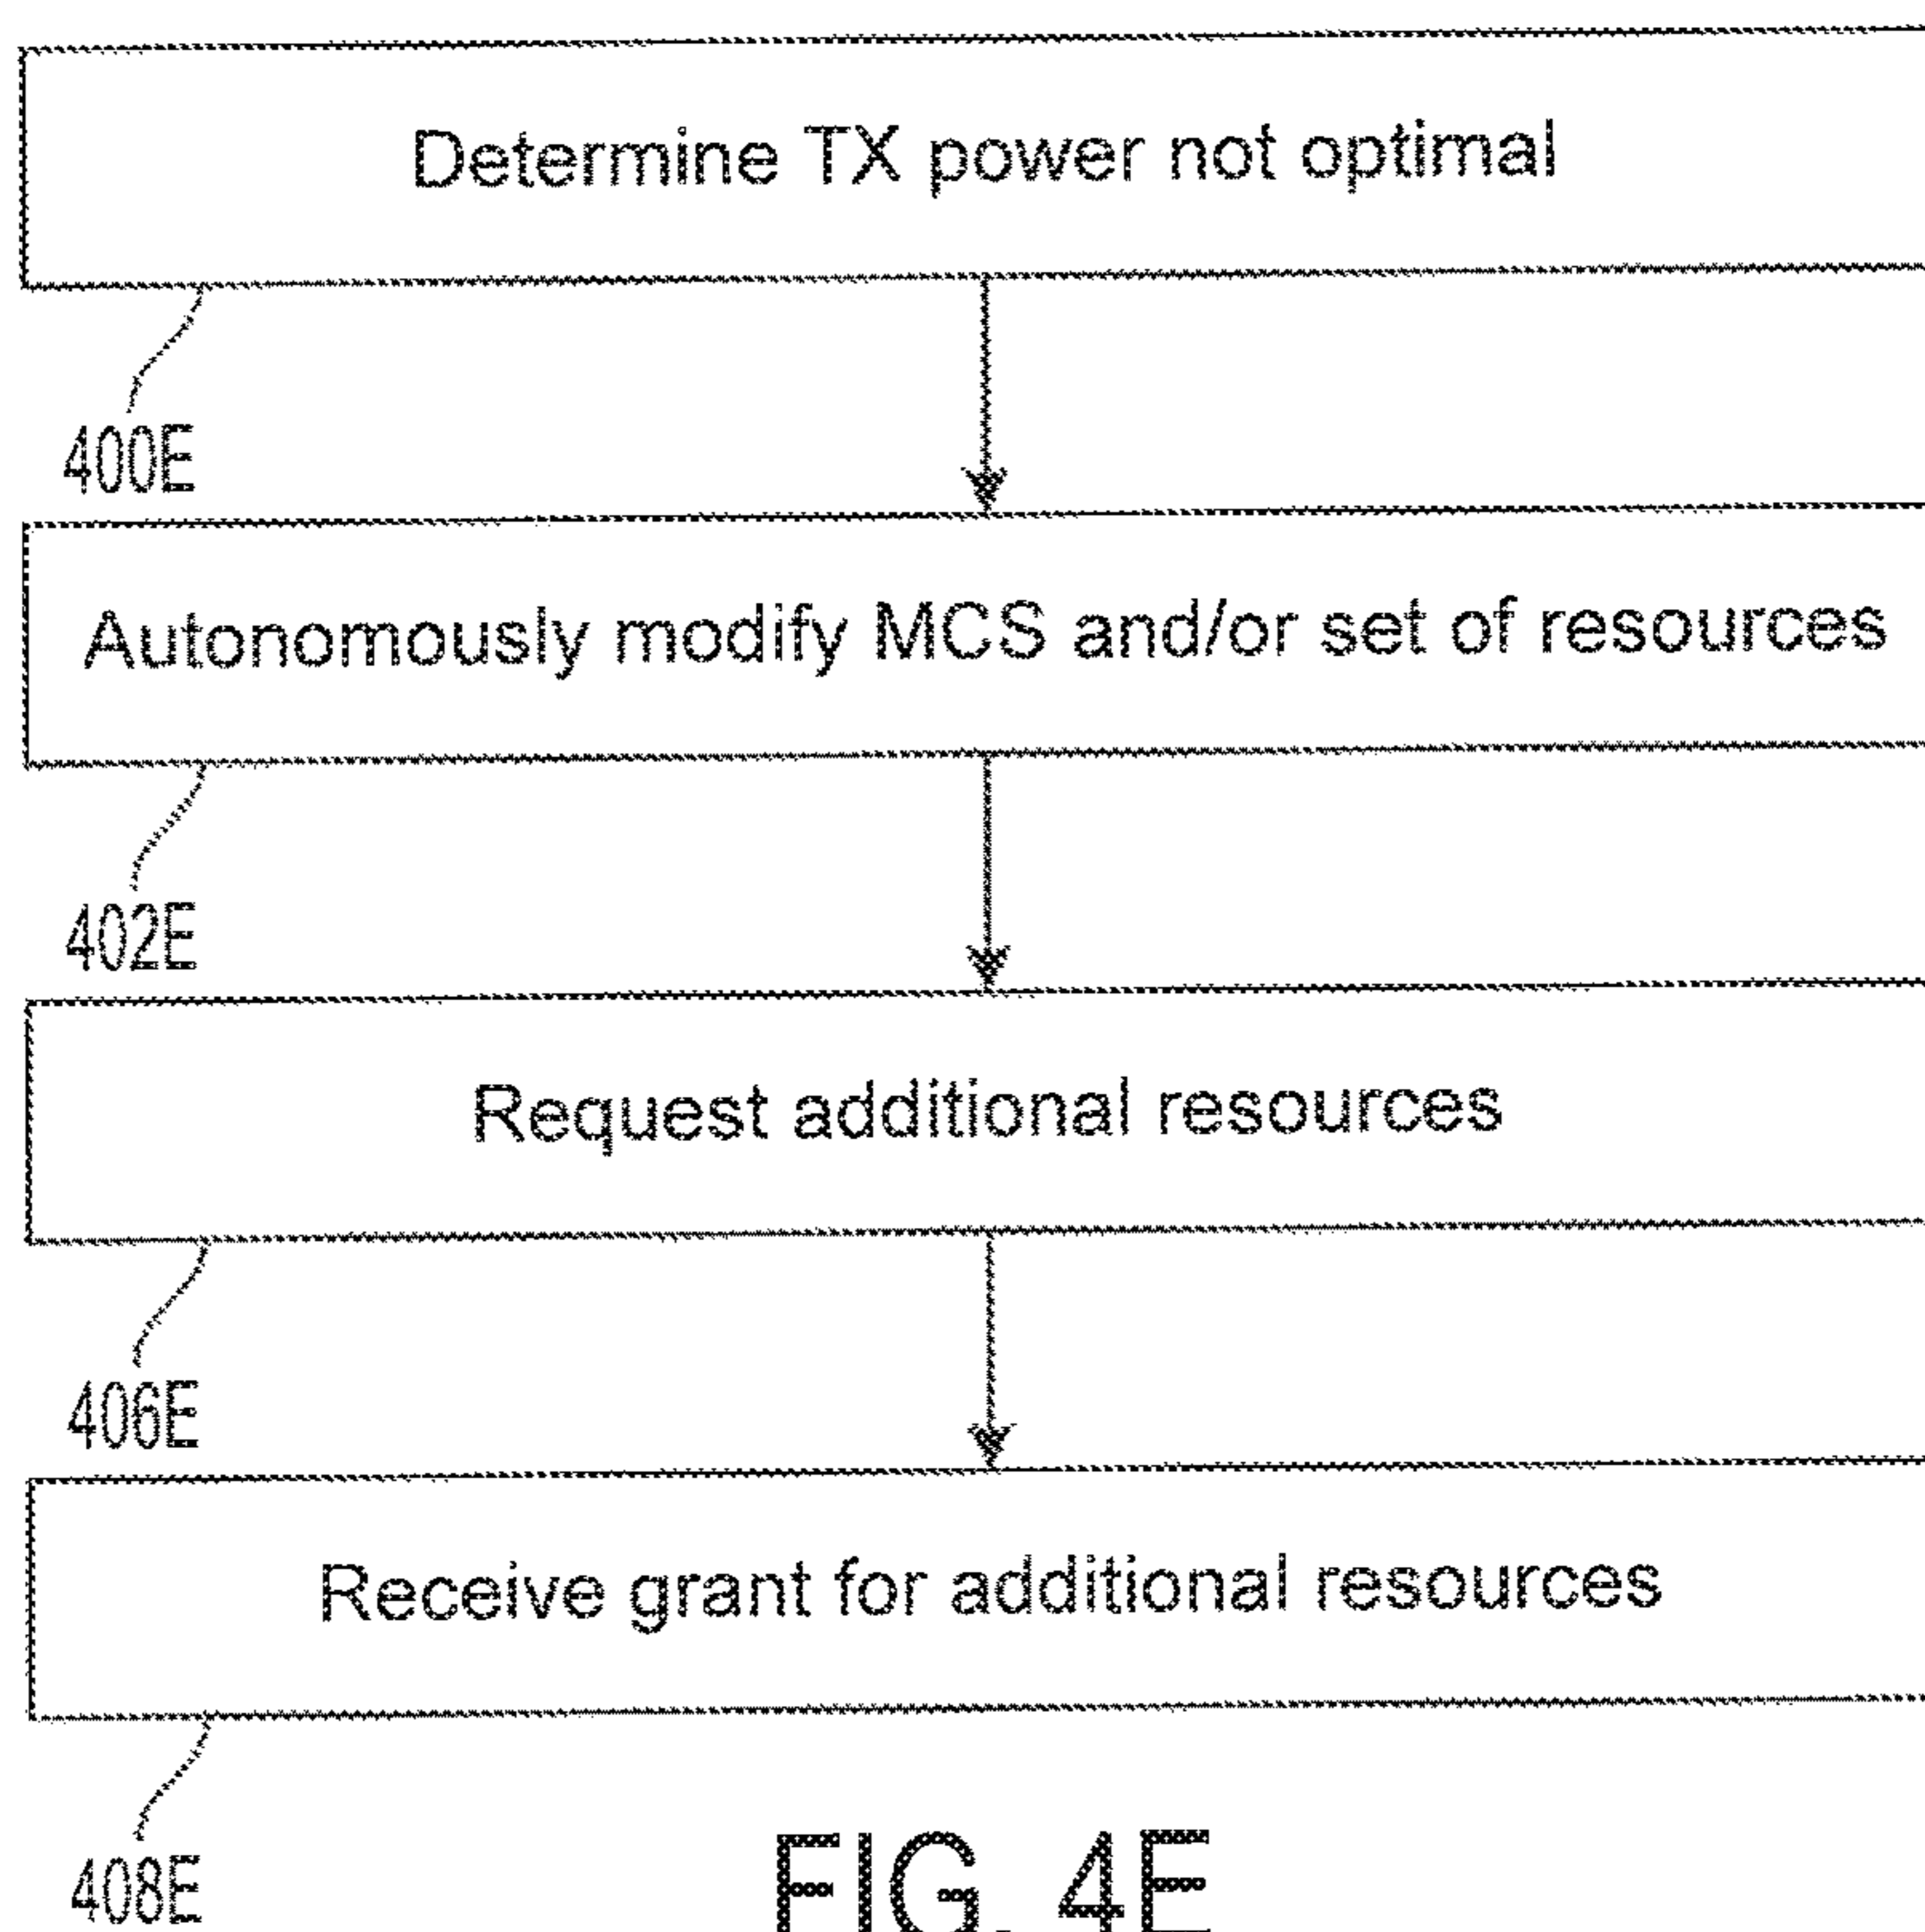 Determine TX power not optimal
400E
Autonomously modify MCS and/or set of resources
402E
Request additional resources
406E
Receive grant for additional resources
408E
FIG. 4E